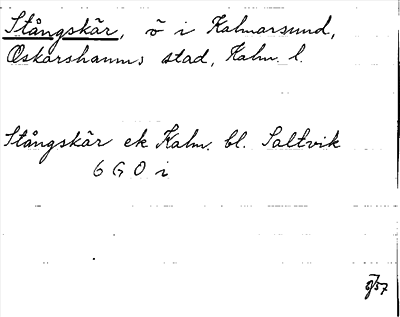 Stångskär, ö i Kalmarsund,
Oskarshamns stad, Kalm. l.
Stångskär ek Kalm. bl. Saltvik
6 G 0 i